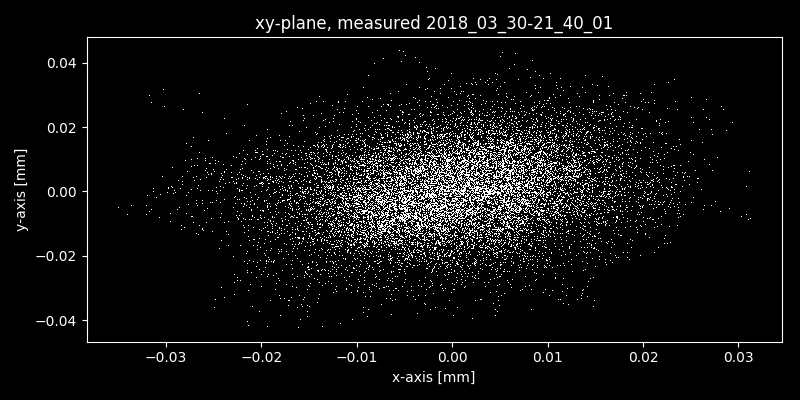 xy-plane, measured 2018_03_30-21_40_01
0.04
0.02
0.00
−0.02
−0.04
y-axis [mm]
−0.03 −0.02 −0.01 0.00 0.01 0.02 0.03
x-axis [mm]